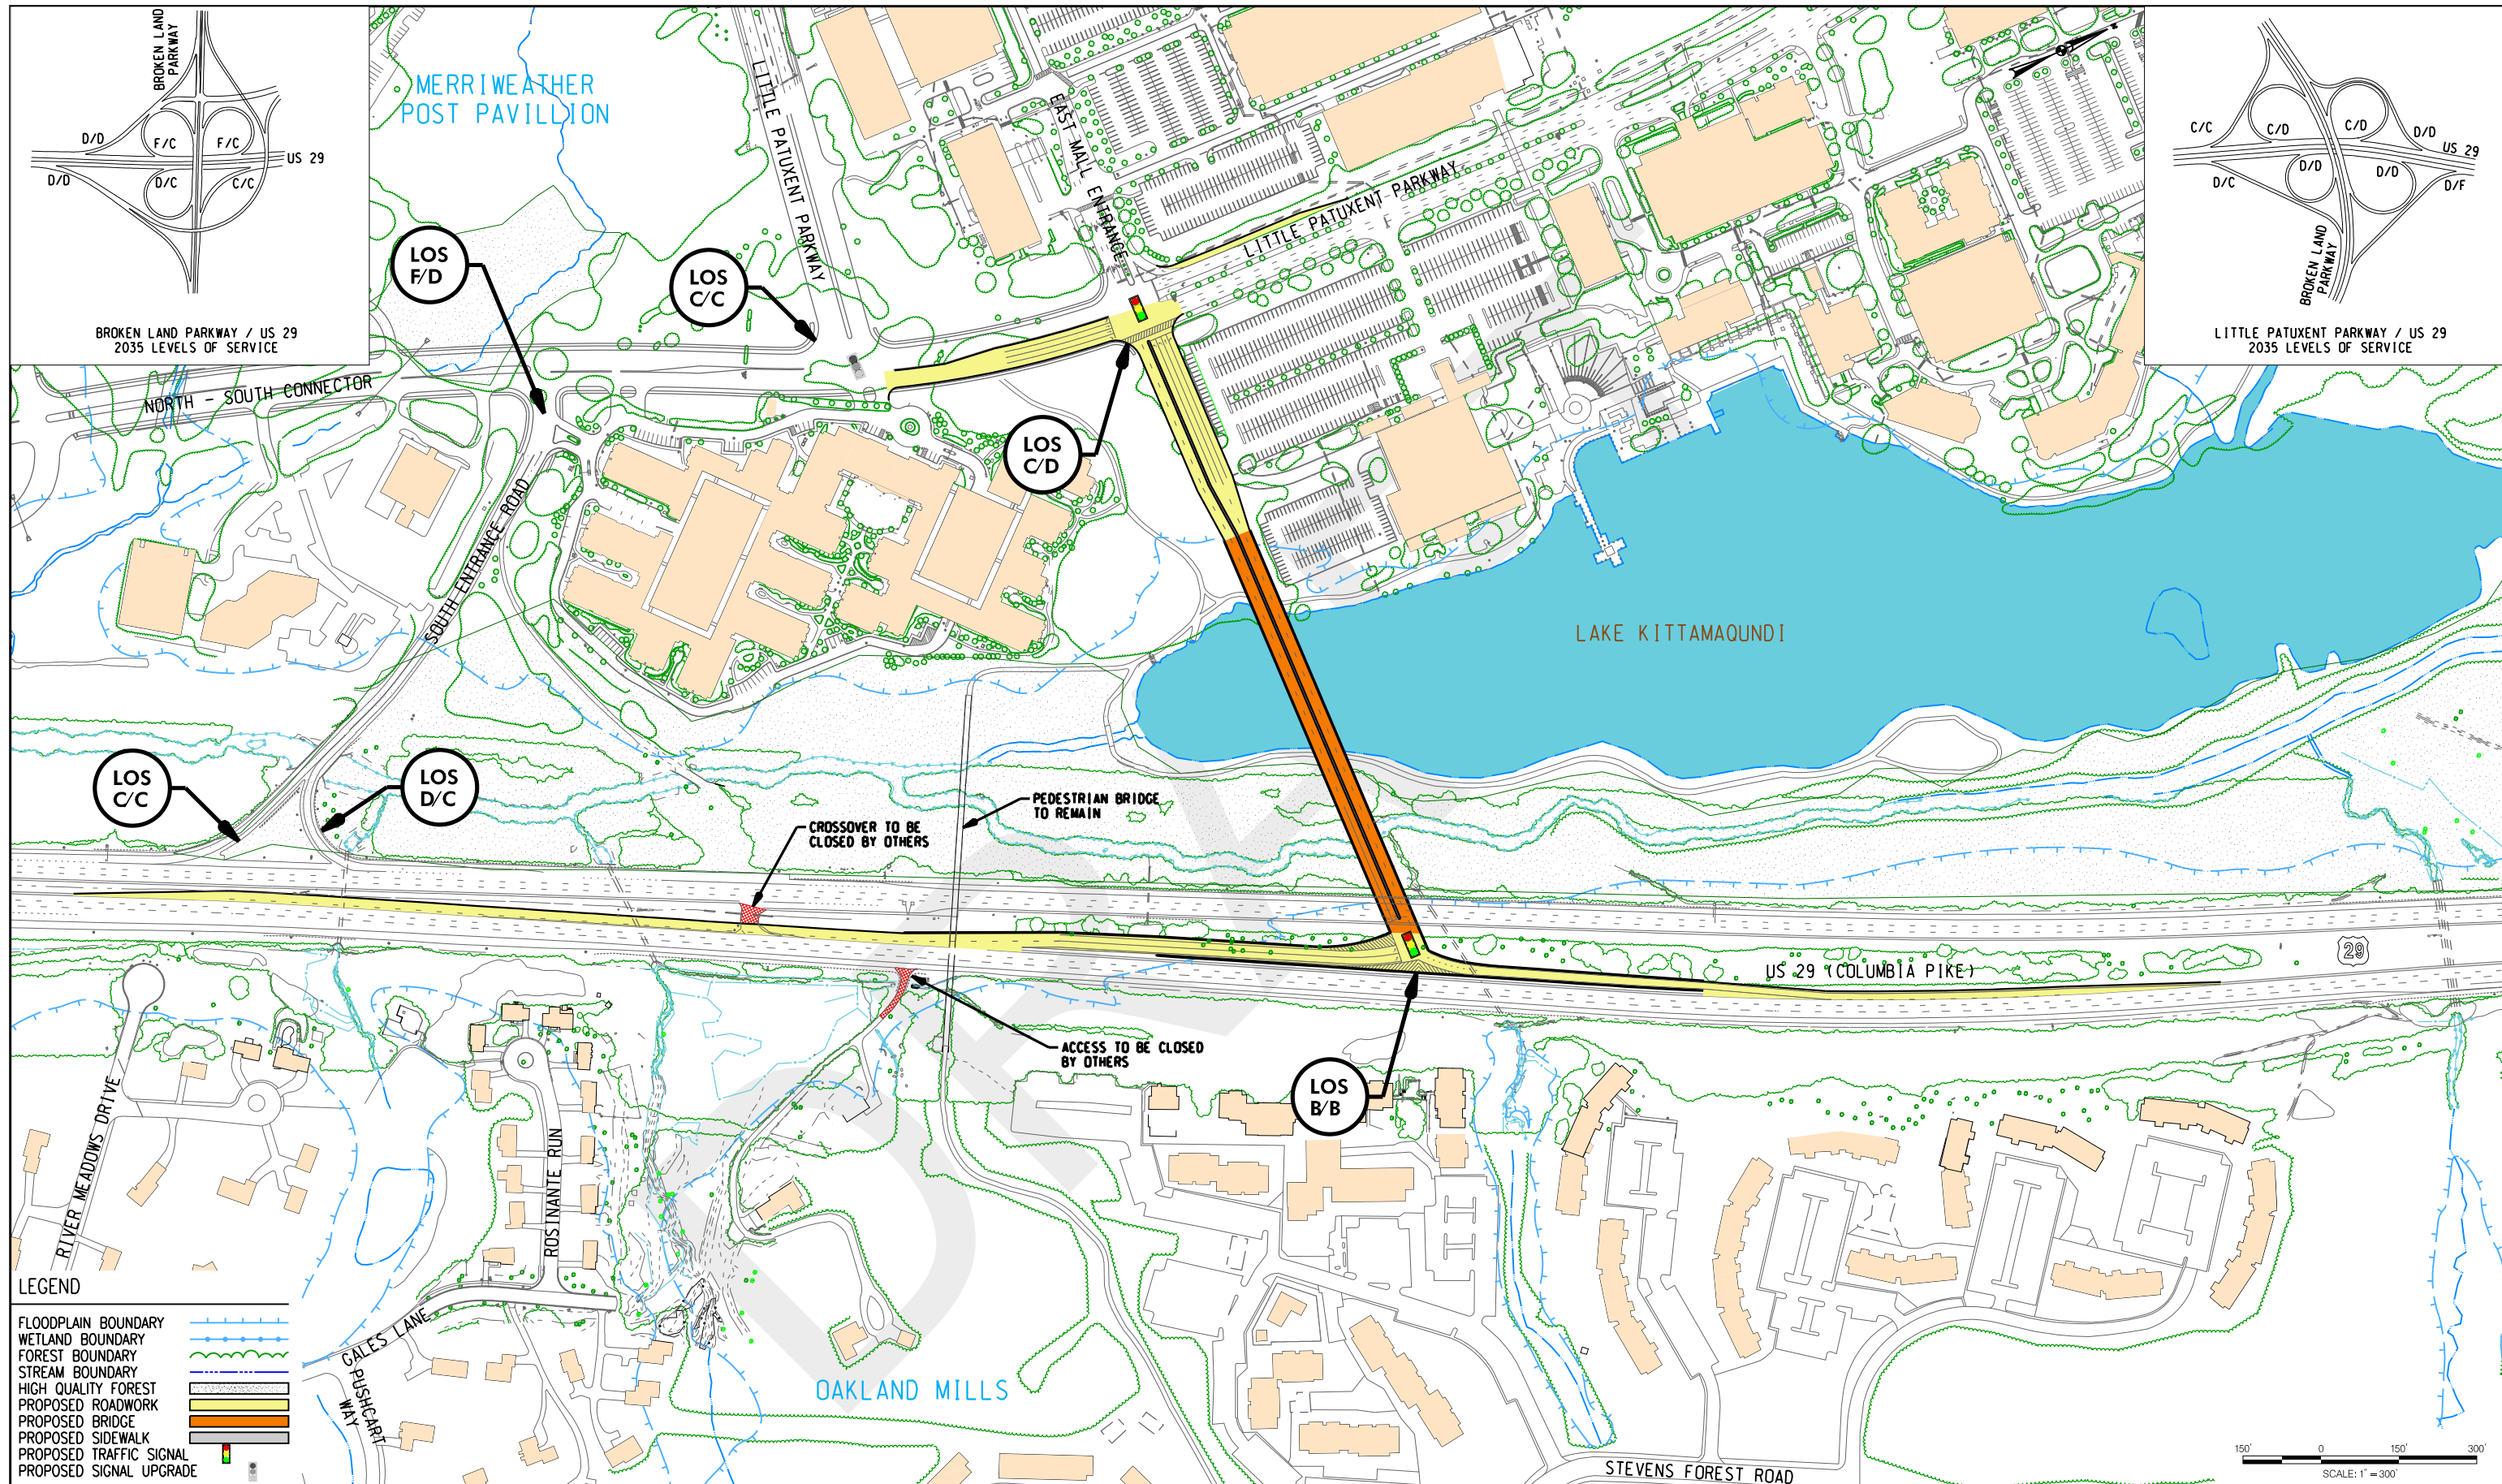 BROKEN LAND
PARKWAY
D/D
F/C
F/C
US 29
D/D
D/C
C/C
BROKEN LAND PARKWAY / US 29
2035 LEVELS OF SERVICE
MERRIWEATHER
POST PAVILLION
LITTLE PATUXENT PARKWAY
EAST MALL ENTRANCE
LITTLE PATUXENT PARKWAY
C/C
C/D
C/D
D/D
US 29
D/C
D/D
D/D
D/F
BROKEN LAND
PARKWAY
LITTLE PATUXENT PARKWAY / US 29
2035 LEVELS OF SERVICE
LOS
F/D
LOS
C/C
LOS
C/D
NORTH - SOUTH CONNECTOR
SOUTH ENTRANCE ROAD
LAKE KITTAMAQUNDI
LOS
C/C
LOS
D/C
PEDESTRIAN BRIDGE
TO REMAIN
CROSSOVER TO BE
CLOSED BY OTHERS
US 29 (COLUMBIA PIKE)
29
ACCESS TO BE CLOSED
BY OTHERS
LOS
B/B
DRAFT
RIVER MEADOWS DRIVE
ROSINANTE RUN
GALES LANE
PUSHCART
WAY
OAKLAND MILLS
STEVENS FOREST ROAD
LEGEND
FLOODPLAIN BOUNDARY
WETLAND BOUNDARY
FOREST BOUNDARY
STREAM BOUNDARY
HIGH QUALITY FOREST
PROPOSED ROADWORK
PROPOSED BRIDGE
PROPOSED SIDEWALK
PROPOSED TRAFFIC SIGNAL
PROPOSED SIGNAL UPGRADE
150' 0 150' 300'
SCALE: 1" = 300'